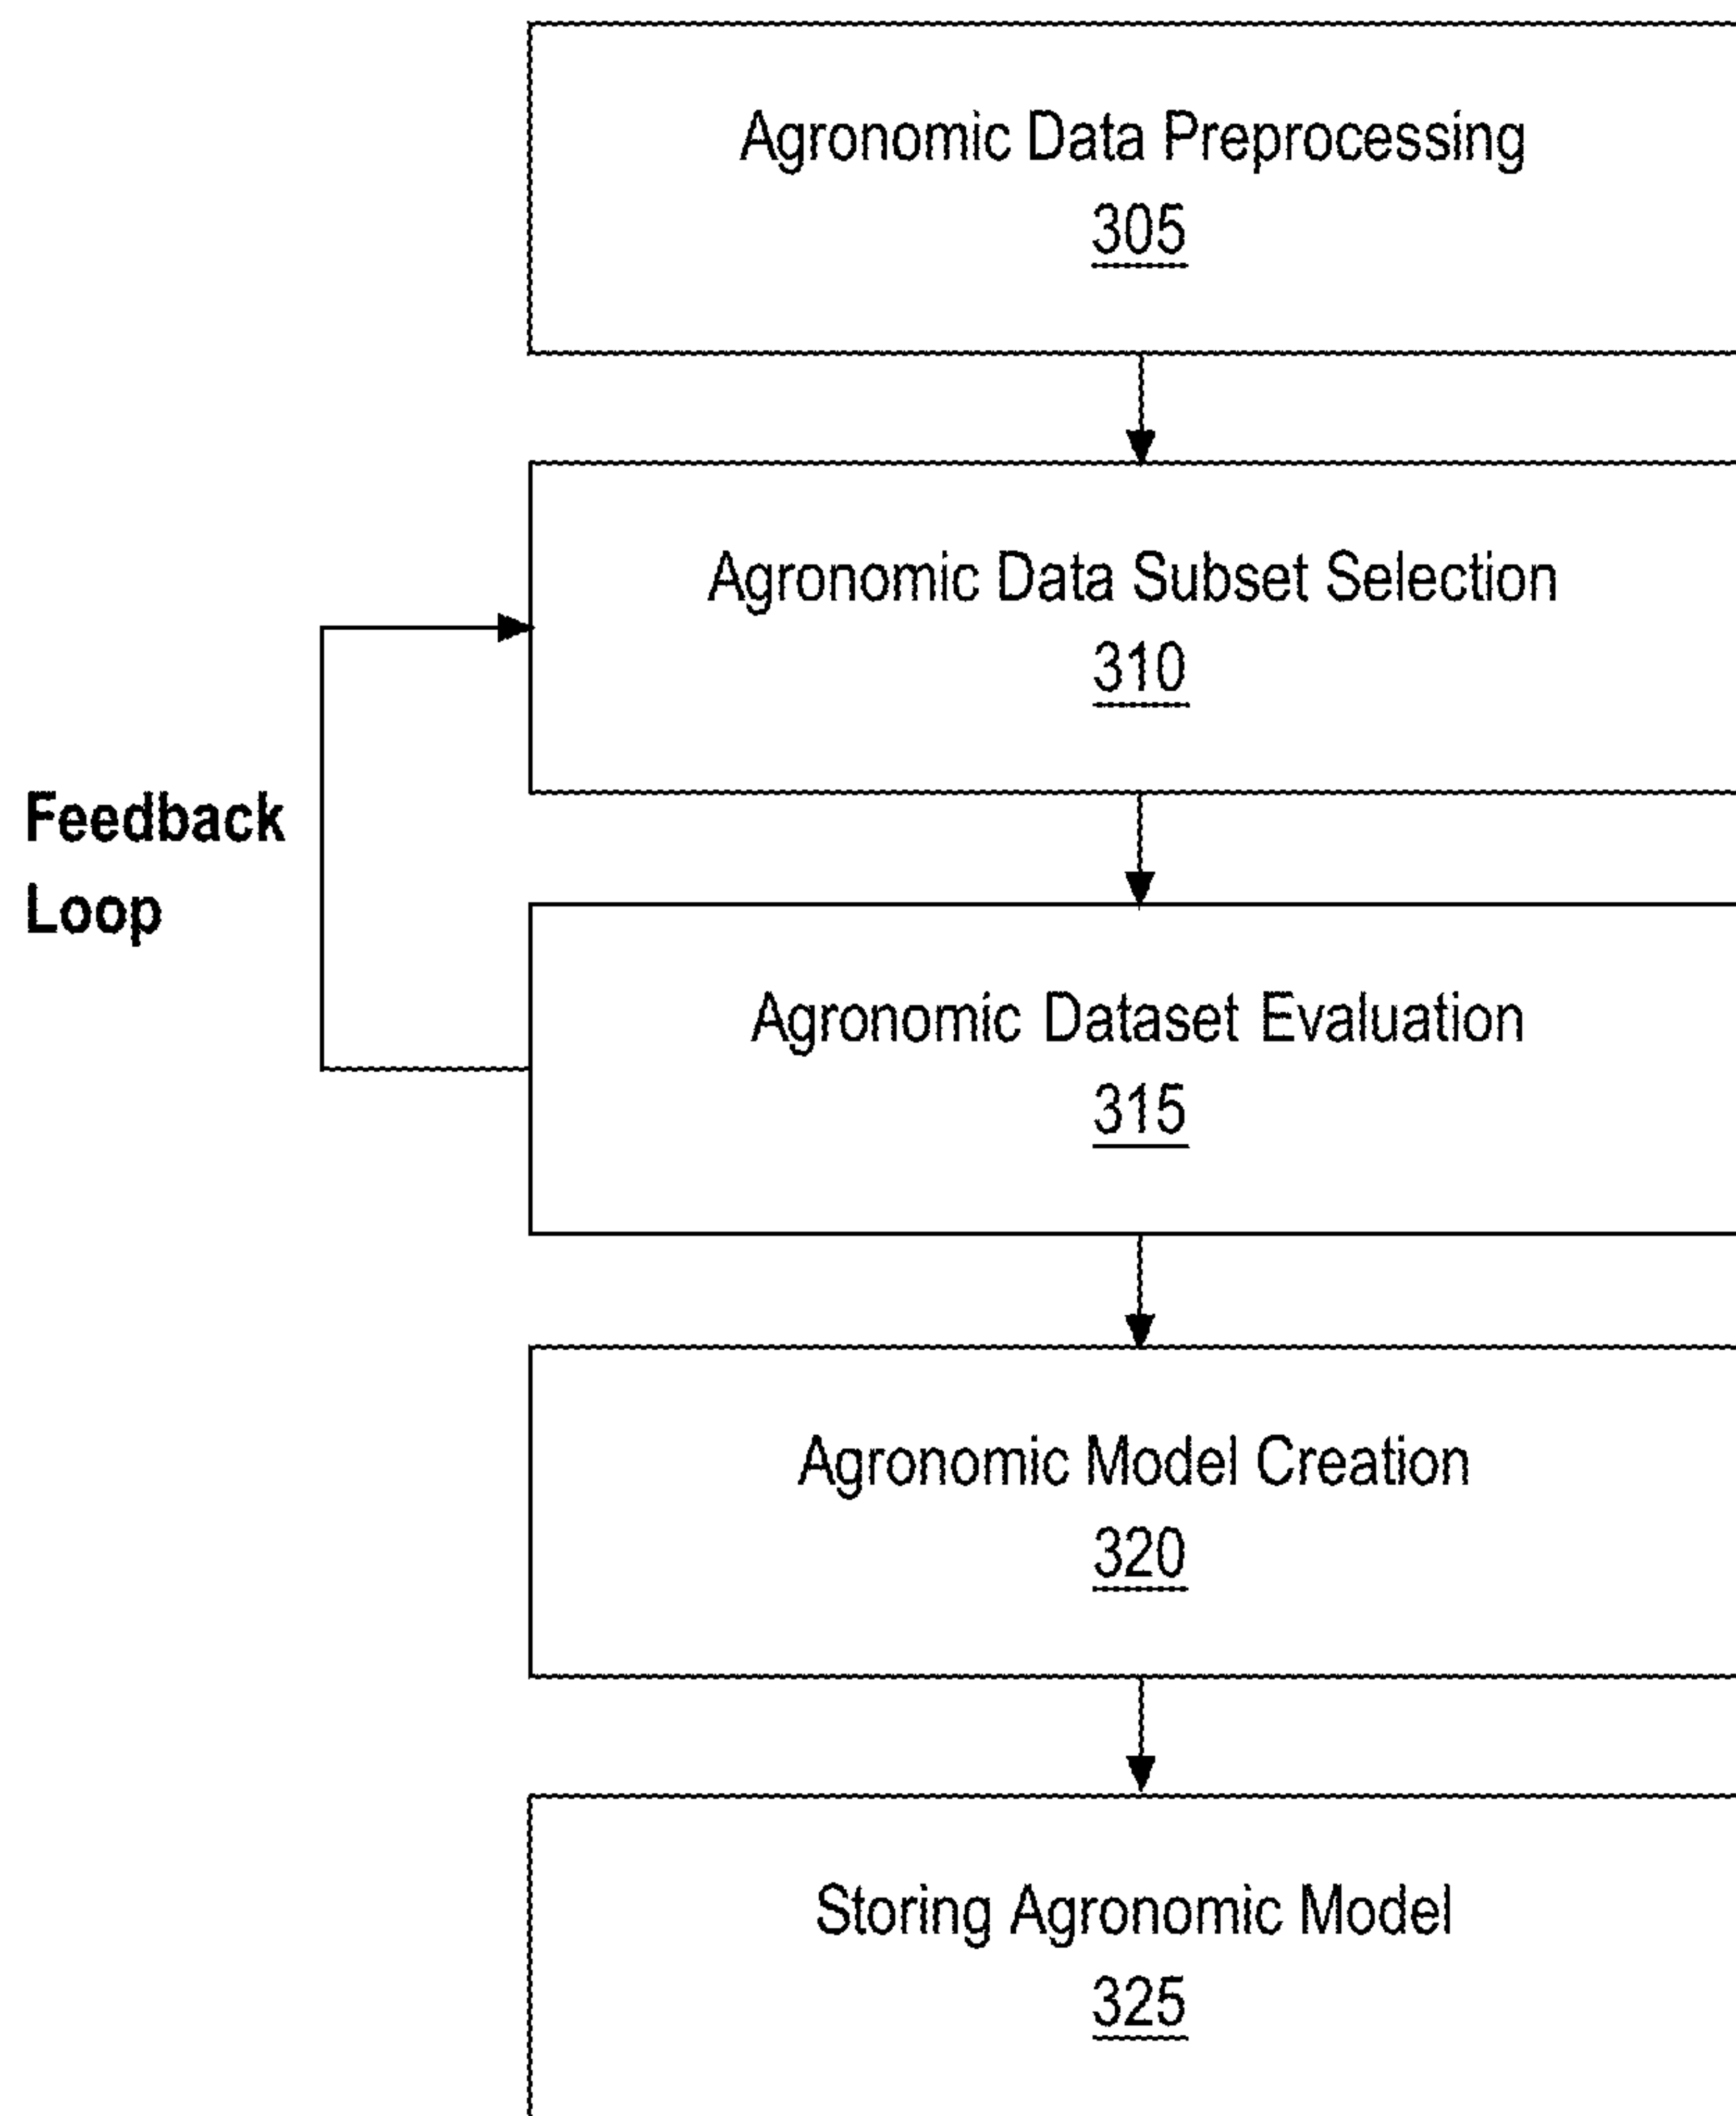 Agronomic Data Preprocessing
305
Agronomic Data Subset Selection
310
Feedback
Loop
Agronomic Dataset Evaluation
315
Agronomic Model Creation
320
Storing Agronomic Model
325